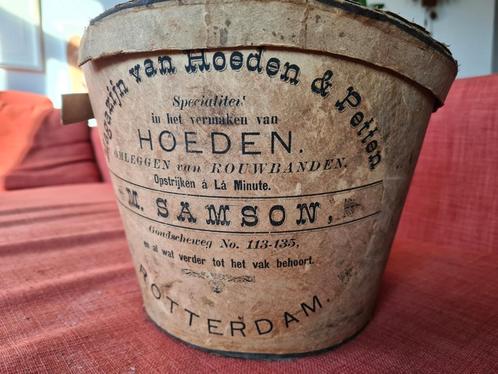 Magazijn van Hoeden & Petten
Specialiteit
in het vermaken van
HOEDEN.
OMLEGGEN van ROUWBANDEN.
Opstrijken á Lá Minute.
M. SAMSON,
Goudscheweg No. 113-135,
en al wat verder tot het vak behoort.
ROTTERDAM.